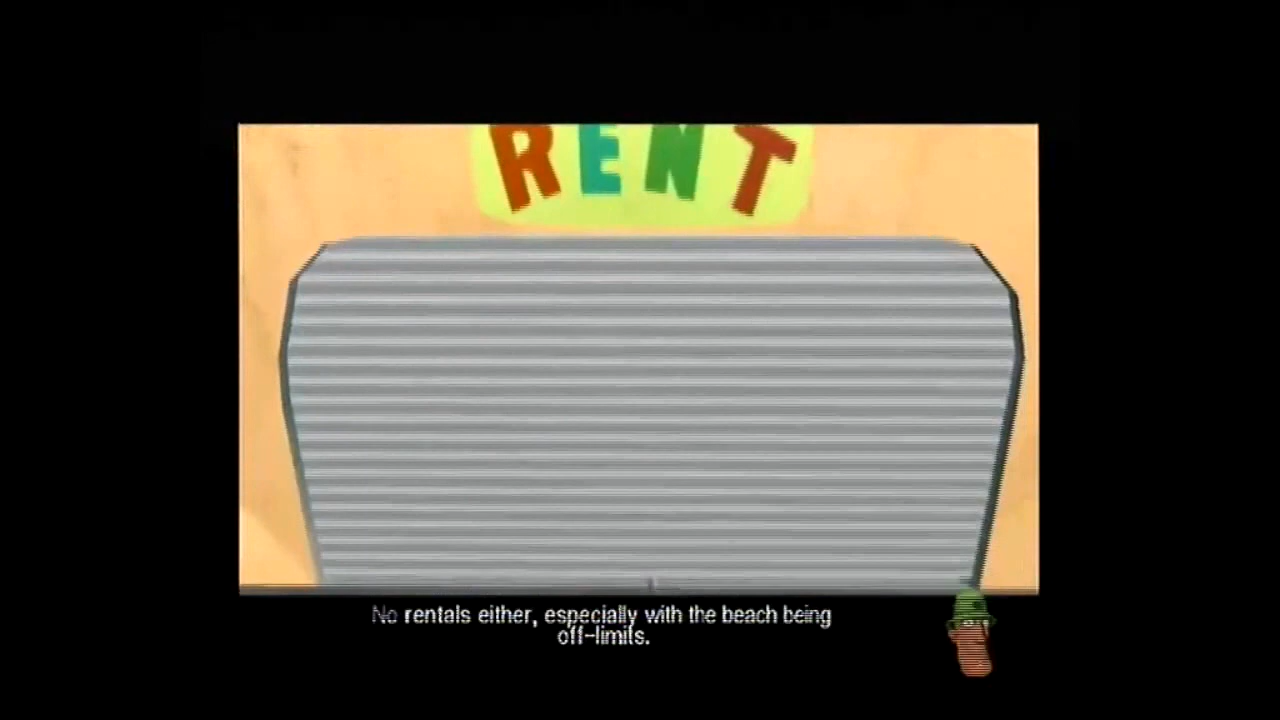 RENT
No rentals either, especially with the beach being
off-limits.